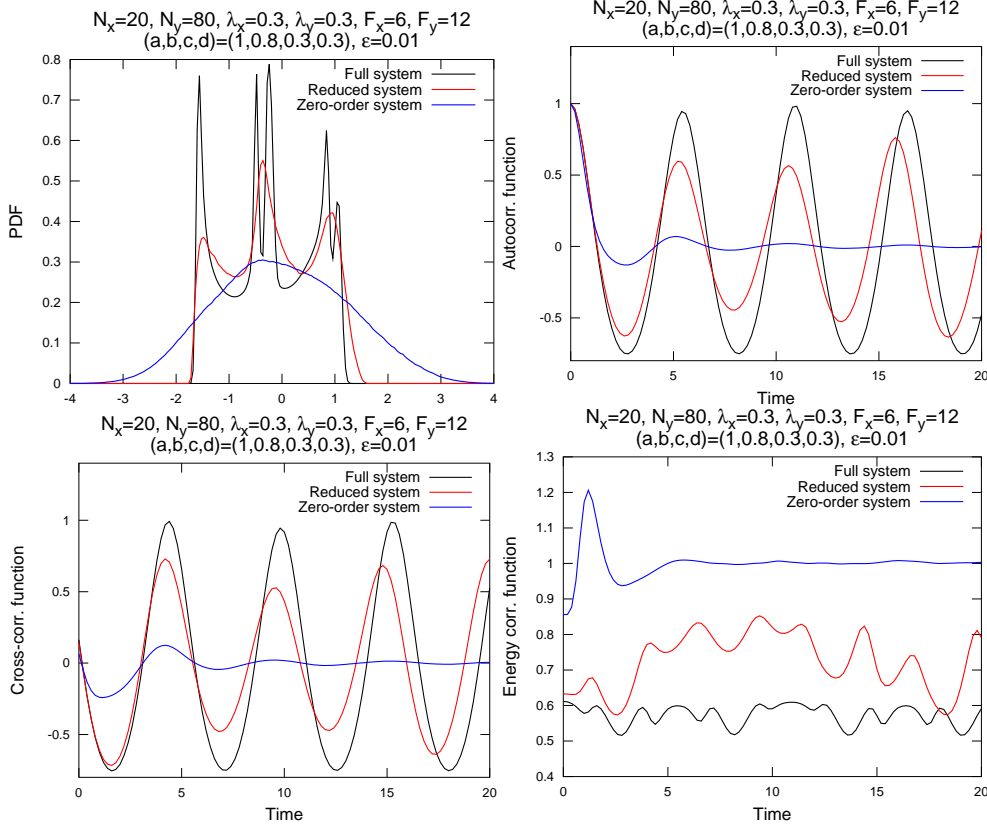 N_x=20, N_y=80, λ_x=0.3, λ_y=0.3, F_x=6, F_y=12
(a,b,c,d)=(1,0.8,0.3,0.3), ε=0.01
Full system
Reduced system
Zero-order system
PDF
0.8
0.7
0.6
0.5
0.4
0.3
0.2
0.1
0
-4 -3 -2 -1 0 1 2 3 4
N_x=20, N_y=80, λ_x=0.3, λ_y=0.3, F_x=6, F_y=12
(a,b,c,d)=(1,0.8,0.3,0.3), ε=0.01
Full system
Reduced system
Zero-order system
Autocorr. function
1
0.5
0
-0.5
0 5 10 15 20
Time
N_x=20, N_y=80, λ_x=0.3, λ_y=0.3, F_x=6, F_y=12
(a,b,c,d)=(1,0.8,0.3,0.3), ε=0.01
Full system
Reduced system
Zero-order system
Cross-corr. function
1
0.5
0
-0.5
0 5 10 15 20
Time
N_x=20, N_y=80, λ_x=0.3, λ_y=0.3, F_x=6, F_y=12
(a,b,c,d)=(1,0.8,0.3,0.3), ε=0.01
Full system
Reduced system
Zero-order system
Energy corr. function
1.3
1.2
1.1
1
0.9
0.8
0.7
0.6
0.5
0.4
0 5 10 15 20
Time